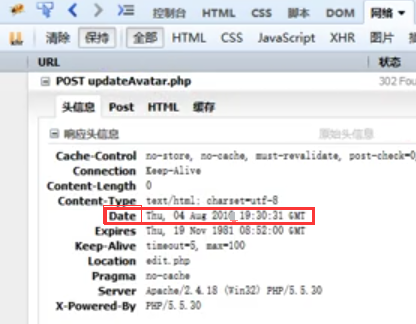 控制台 HTML CSS 脚本 DOM 网络
清除 保持 全部 HTML CSS JavaScript XHR 图片
URL 状态
POST updateAvatar.php 302 Fou
头信息 Post HTML 缓存
响应头信息 原始头信息
Cache-Control no-store, no-cache, must-revalidate, post-check=0
Connection Keep-Alive
Content-Length 0
Content-Type text/html; charset=utf-8
Date Thu, 04 Aug 2016 19:30:31 GMT
Expires Thu, 19 Nov 1981 08:52:00 GMT
Keep-Alive timeout=5, max=100
Location edit.php
Pragma no-cache
Server Apache/2.4.18 (Win32) PHP/5.5.30
X-Powered-By PHP/5.5.30